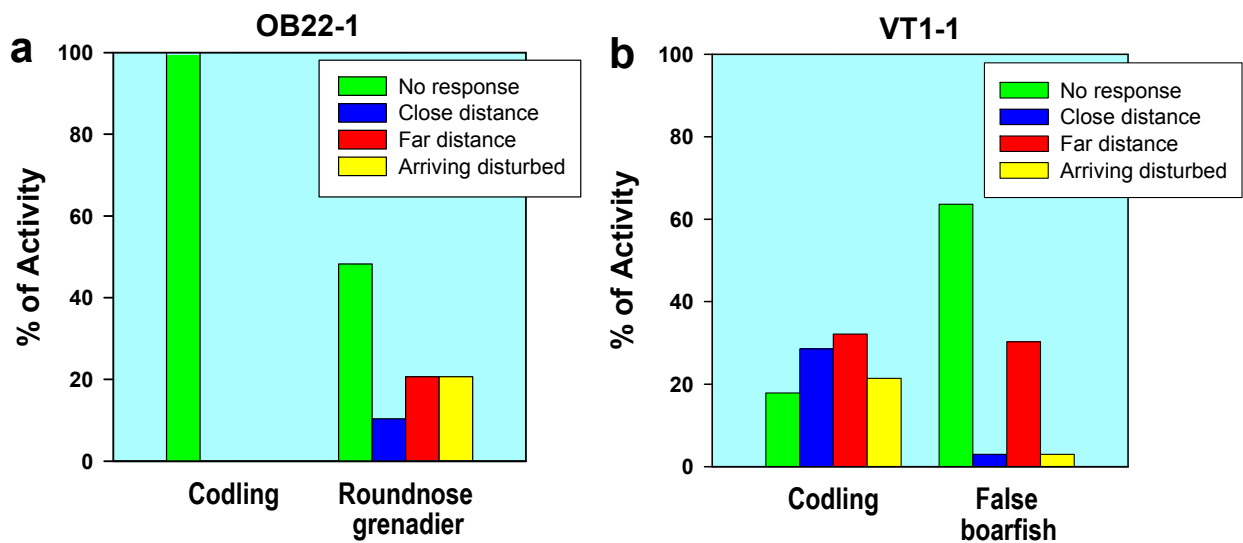 a
OB22-1
% of Activity
100
80
60
40
20
0
No response
Close distance
Far distance
Arriving disturbed
Codling
Roundnose
grenadier
b
VT1-1
% of Activity
100
80
60
40
20
0
No response
Close distance
Far distance
Arriving disturbed
Codling
False
boarfish